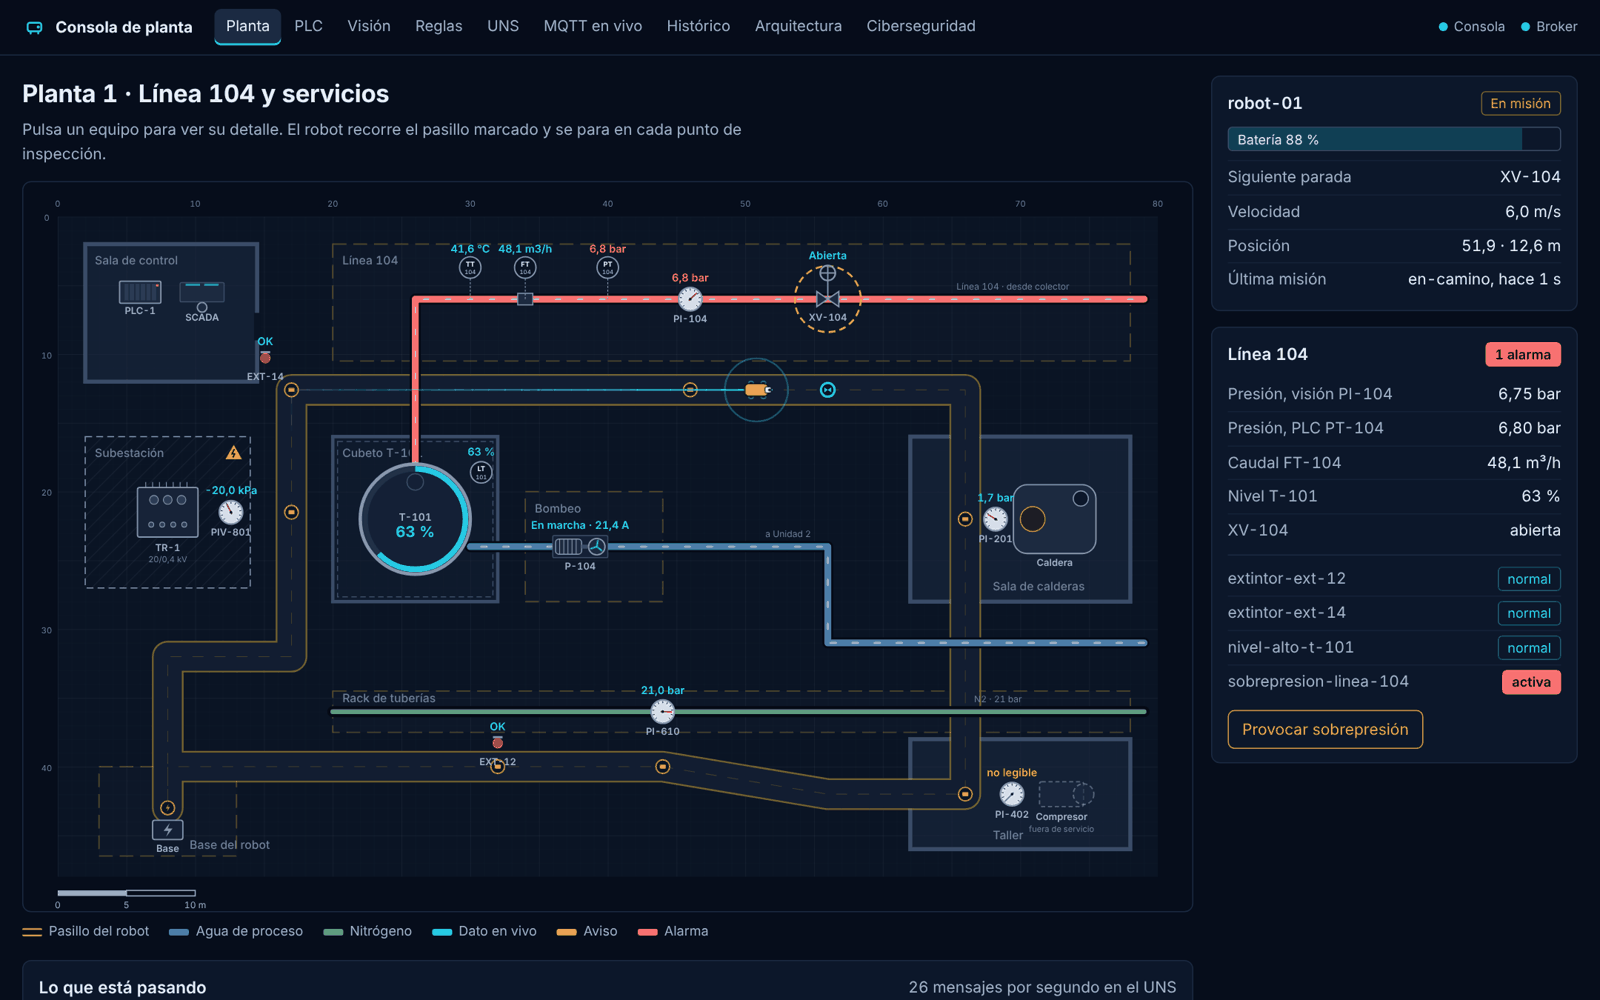 Consola de planta
Planta
PLC
Visión
Reglas
UNS
MQTT en vivo
Histórico
Arquitectura
Ciberseguridad
Consola
Broker
Planta 1 · Línea 104 y servicios
Pulsa un equipo para ver su detalle. El robot recorre el pasillo marcado y se para en cada punto de
inspección.
0 10 20 30 40 50 60 70 80
0
10
20
30
40
Sala de control
PLC-1
SCADA
OK
EXT-14
Línea 104
41,6 °C
TT
104
48,1 m3/h
FT
104
6,8 bar
PT
104
6,8 bar
PI-104
Abierta
XV-104
Línea 104 · desde colector
Subestación
TR-1
20/0,4 kV
-20,0 kPa
PIV-801
Cubeto T-10
63 %
LT
101
T-101
63 %
Bombeo
En marcha · 21,4 A
P-104
a Unidad 2
1,7 bar
PI-201
Caldera
Sala de calderas
Rack de tuberías
21,0 bar
PI-610
N2 · 21 bar
OK
EXT-12
no legible
PI-402
Compresor
fuera de servicio
Taller
Base
Base del robot
0 5 10 m
Pasillo del robot
Agua de proceso
Nitrógeno
Dato en vivo
Aviso
Alarma
Lo que está pasando
26 mensajes por segundo en el UNS
robot-01
En misión
Batería 88 %
Siguiente parada XV-104
Velocidad 6,0 m/s
Posición 51,9 · 12,6 m
Última misión en-camino, hace 1 s
Línea 104
1 alarma
Presión, visión PI-104 6,75 bar
Presión, PLC PT-104 6,80 bar
Caudal FT-104 48,1 m³/h
Nivel T-101 63 %
XV-104 abierta
extintor-ext-12 normal
extintor-ext-14 normal
nivel-alto-t-101 normal
sobrepresion-linea-104 activa
Provocar sobrepresión